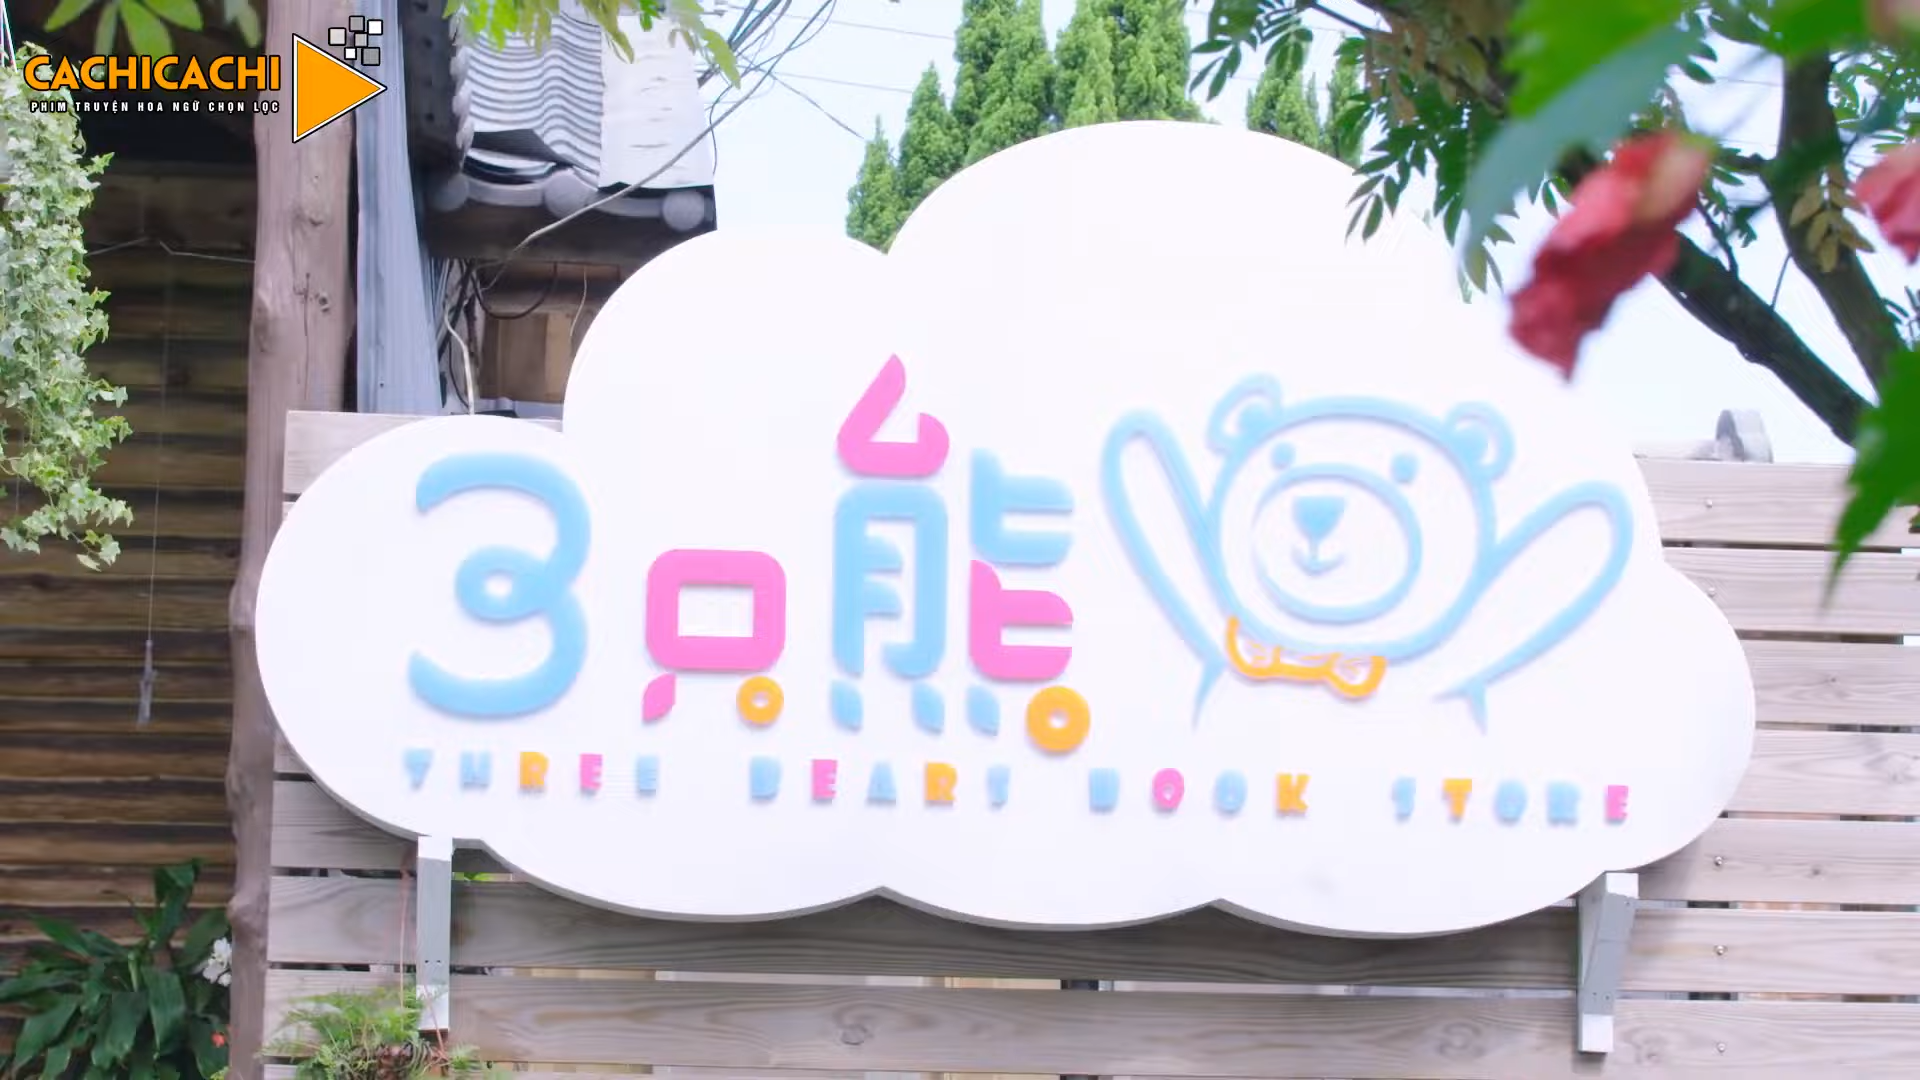 CACHICACHI
PHIM TRUYỆN HOA NGỮ CHỌN LỌC
3只熊
THREE BEARS BOOK STORE